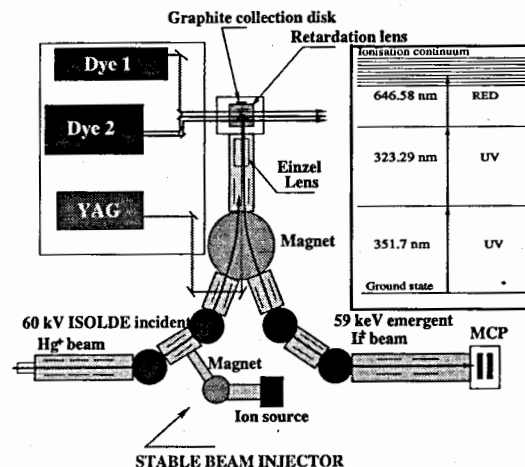 Graphite collection disk
Retardation lens
Dye 1
Dye 2
YAG
Einzel
Lens
Magnet
Ionisation continuum
646.58 nm RED
323.29 nm UV
351.7 nm UV
Ground state
60 kV ISOLDE incident
Hg+ beam
59 keV emergent
Ir+ beam
MCP
Magnet
Ion source
STABLE BEAM INJECTOR